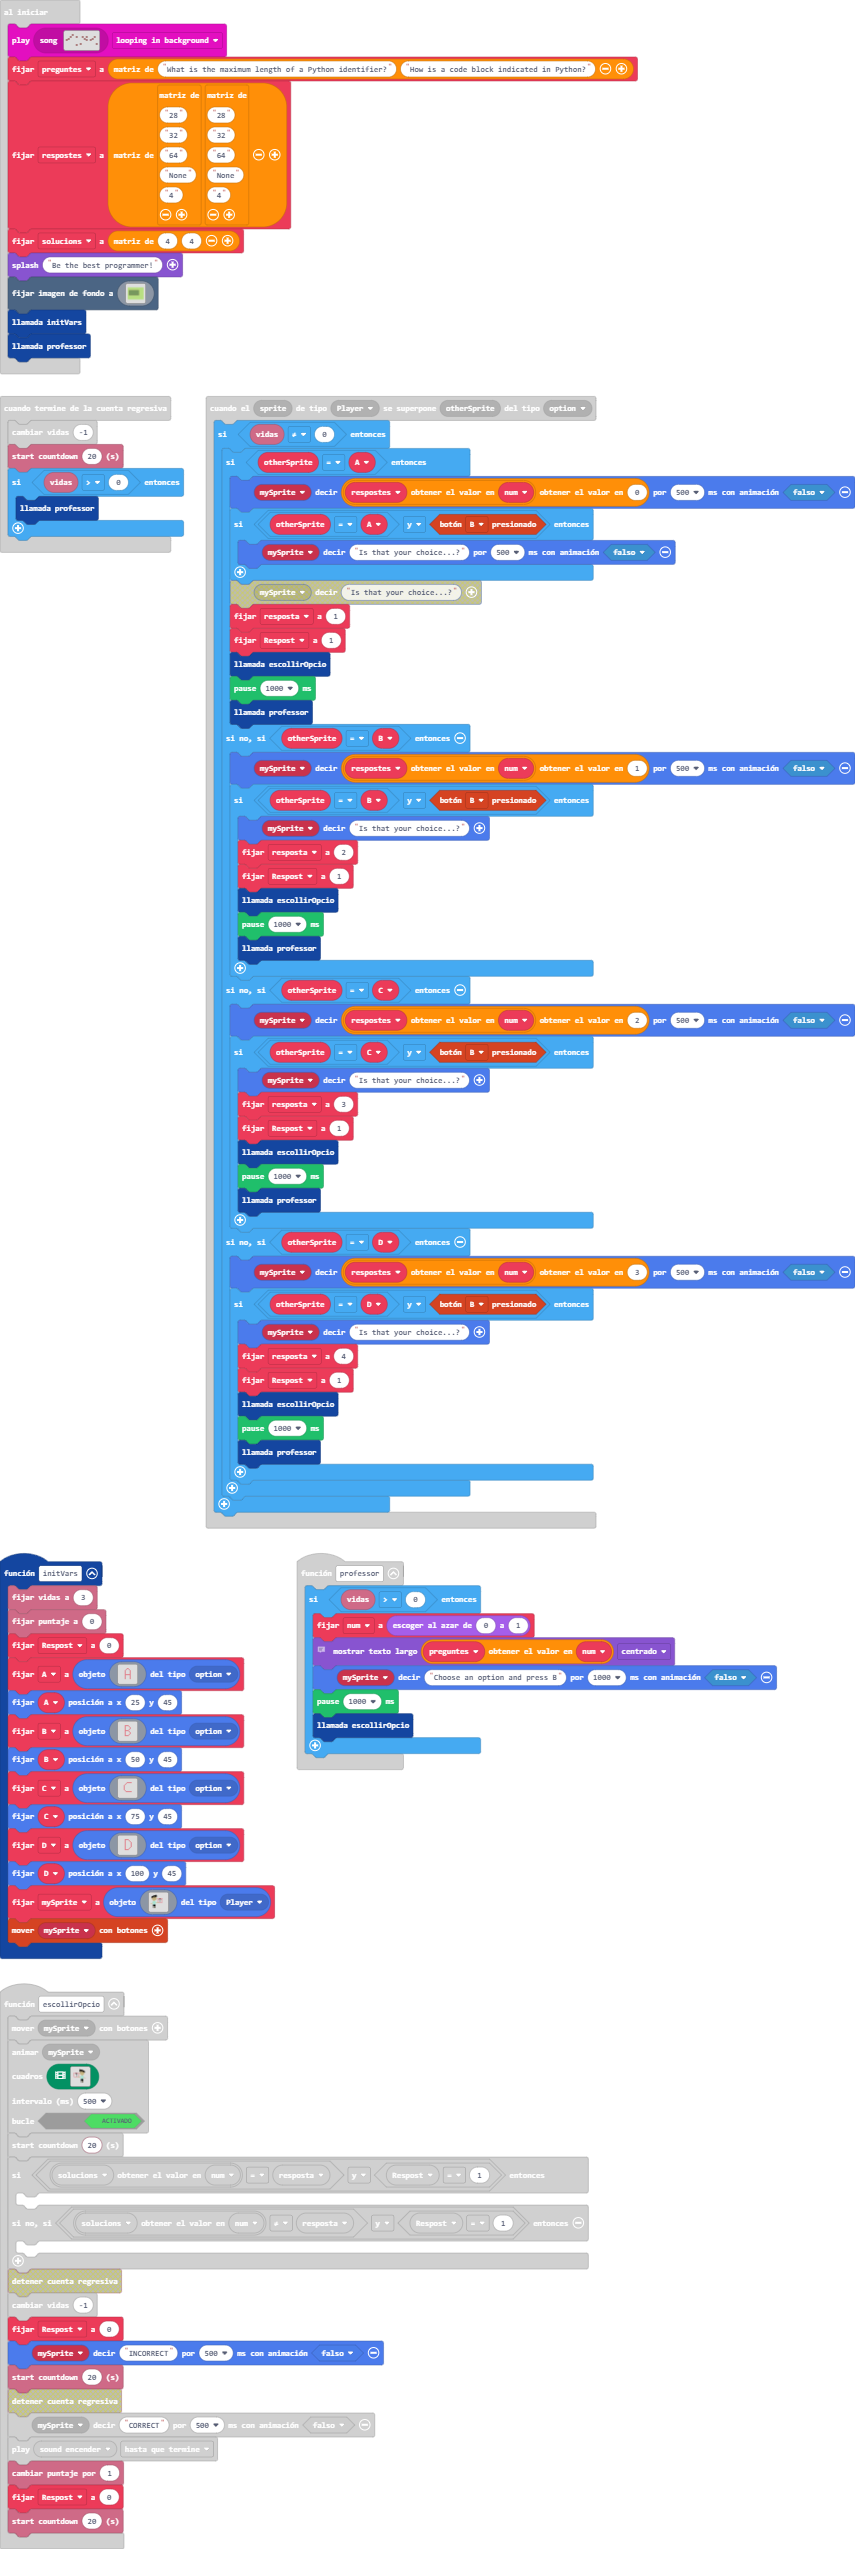 al iniciar
play song looping in background
fijar preguntes a matriz de "What is the maximum length of a Python identifier?" "How is a code block indicated in Python?"
matriz de matriz de
"28" "28"
"32" "32"
fijar respostes a matriz de "64" "64"
"None" "None"
"4" "4"
fijar solucions a matriz de 4 4
splash "Be the best programmer!"
fijar imagen de fondo a
llamada initVars
llamada professor
cuando termine de la cuenta regresiva
cambiar vidas -1
start countdown 20 (s)
si vidas > 0 entonces
llamada professor
cuando el sprite de tipo Player se superpone otherSprite del tipo option
si vidas ≠ 0 entonces
si otherSprite = A entonces
mySprite decir respostes obtener el valor en num obtener el valor en 0 por 500 ms con animación falso
si otherSprite = A y botón B presionado entonces
mySprite decir "Is that your choice...?" por 500 ms con animación falso
mySprite decir "Is that your choice...?"
fijar resposta a 1
fijar Respost a 1
llamada escollirOpcio
pause 1000 ms
llamada professor
si no, si otherSprite = B entonces
mySprite decir respostes obtener el valor en num obtener el valor en 1 por 500 ms con animación falso
si otherSprite = B y botón B presionado entonces
mySprite decir "Is that your choice...?"
fijar resposta a 2
fijar Respost a 1
llamada escollirOpcio
pause 1000 ms
llamada professor
si no, si otherSprite = C entonces
mySprite decir respostes obtener el valor en num obtener el valor en 2 por 500 ms con animación falso
si otherSprite = C y botón B presionado entonces
mySprite decir "Is that your choice...?"
fijar resposta a 3
fijar Respost a 1
llamada escollirOpcio
pause 1000 ms
llamada professor
si no, si otherSprite = D entonces
mySprite decir respostes obtener el valor en num obtener el valor en 3 por 500 ms con animación falso
si otherSprite = D y botón B presionado entonces
mySprite decir "Is that your choice...?"
fijar resposta a 4
fijar Respost a 1
llamada escollirOpcio
pause 1000 ms
llamada professor
función initVars
fijar vidas a 3
fijar puntaje a 0
fijar Respost a 0
fijar A a objeto A del tipo option
fijar A posición a x 25 y 45
fijar B a objeto B del tipo option
fijar B posición a x 50 y 45
fijar C a objeto C del tipo option
fijar C posición a x 75 y 45
fijar D a objeto D del tipo option
fijar D posición a x 100 y 45
fijar mySprite a objeto del tipo Player
mover mySprite con botones
función professor
si vidas > 0 entonces
fijar num a escoger al azar de 0 a 1
mostrar texto largo preguntes obtener el valor en num centrado
mySprite decir "Choose an option and press B" por 1000 ms con animación falso
pause 1000 ms
llamada escollirOpcio
función escollirOpcio
mover mySprite con botones
animar mySprite
cuadros
intervalo (ms) 500
bucle ACTIVADO
start countdown 20 (s)
si solucions obtener el valor en num = resposta y Respost = 1 entonces
si no, si solucions obtener el valor en num ≠ resposta y Respost = 1 entonces
detener cuenta regresiva
cambiar vidas -1
fijar Respost a 0
mySprite decir "INCORRECT" por 500 ms con animación falso
start countdown 20 (s)
detener cuenta regresiva
mySprite decir "CORRECT" por 500 ms con animación falso
play sound encender hasta que termine
cambiar puntaje por 1
fijar Respost a 0
start countdown 20 (s)